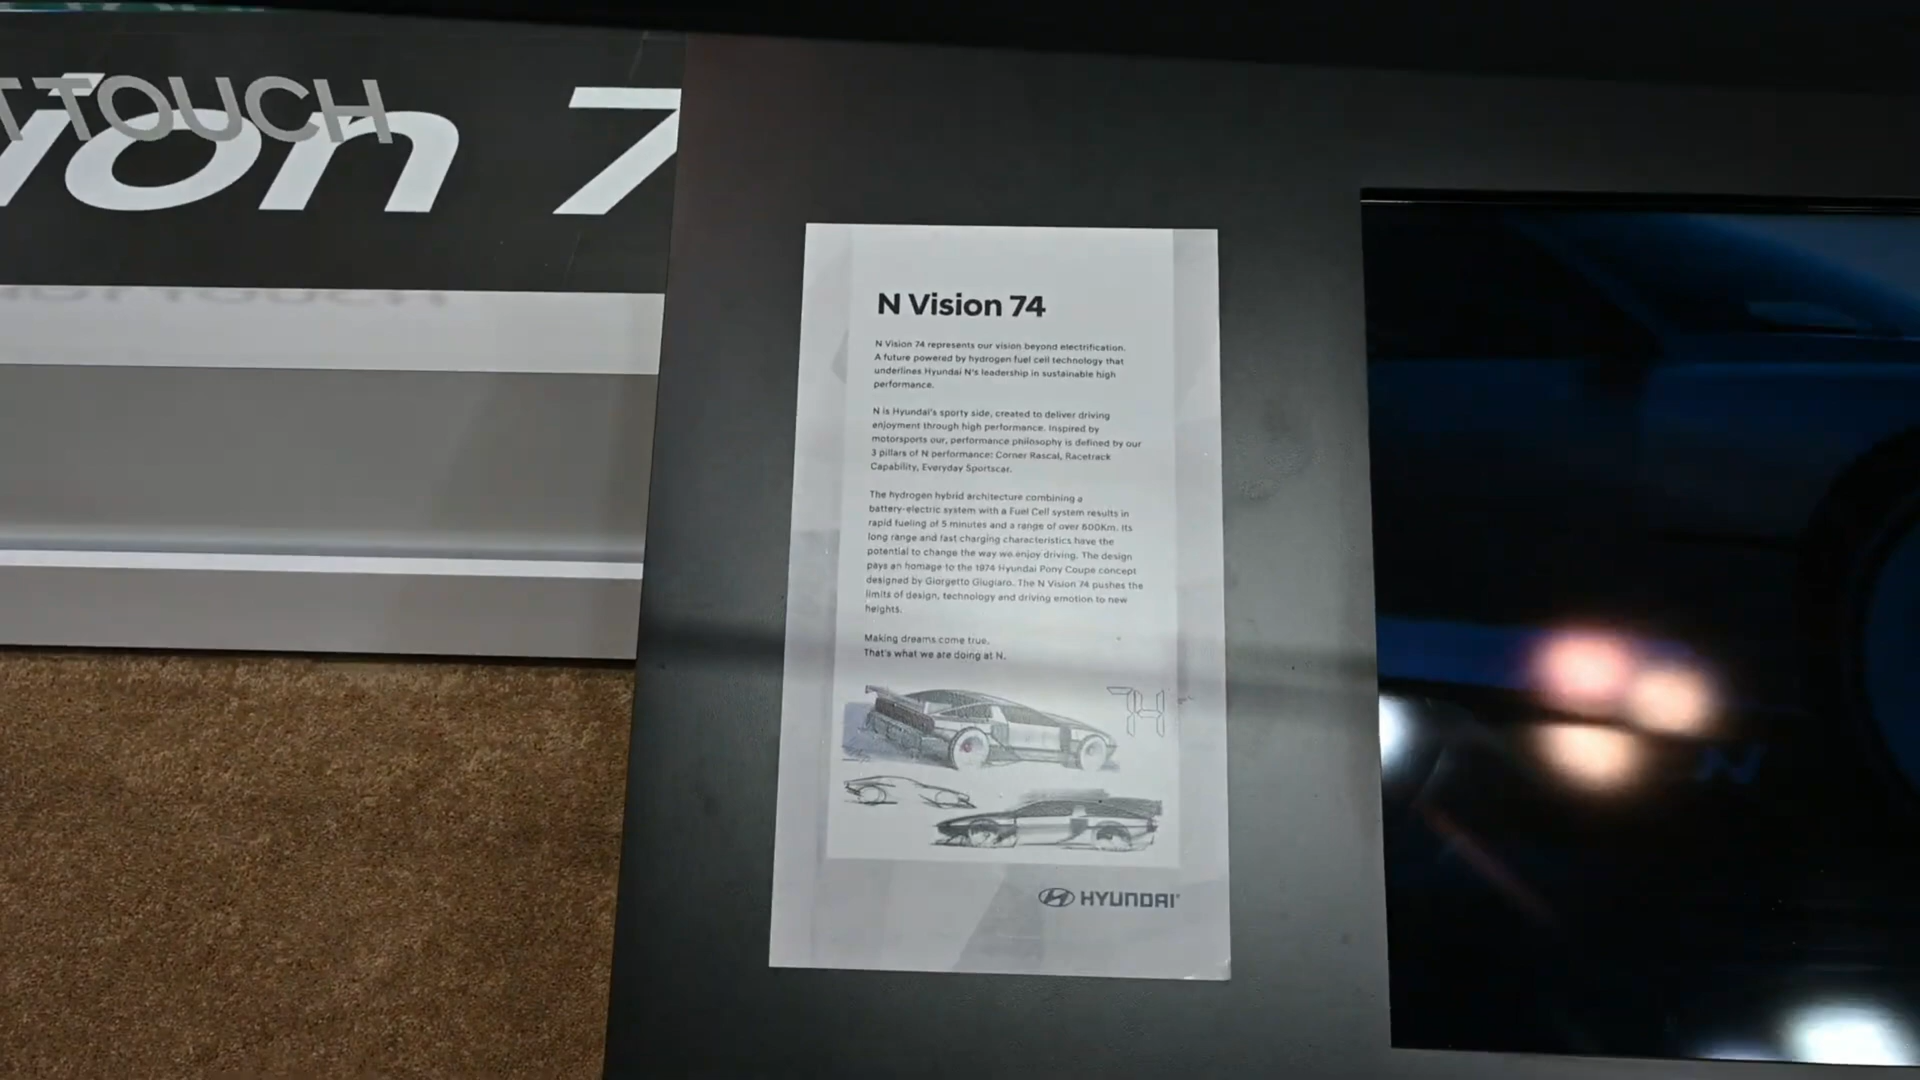 T TOUCH
ion 7
N Vision 74
N Vision 74 represents our vision beyond electrification.
A future powered by hydrogen fuel cell technology that
underlines Hyundai N's leadership in sustainable high
performance.
N is Hyundai's sporty side, created to deliver driving
enjoyment through high performance. Inspired by
motorsports our, performance philosophy is defined by our
3 pillars of N performance: Corner Rascal, Racetrack
Capability, Everyday Sportscar.
The hydrogen hybrid architecture combining a
battery-electric system with a Fuel Cell system results in
rapid fueling of 5 minutes and a range of over 600Km. Its
long range and fast charging characteristics have the
potential to change the way we enjoy driving. The design
pays an homage to the 1974 Hyundai Pony Coupe concept
designed by Giorgetto Giugiaro. The N Vision 74 pushes the
limits of design, technology and driving emotion to new
heights.
Making dreams come true.
That's what we are doing at N.
74
HYUNDAI
N